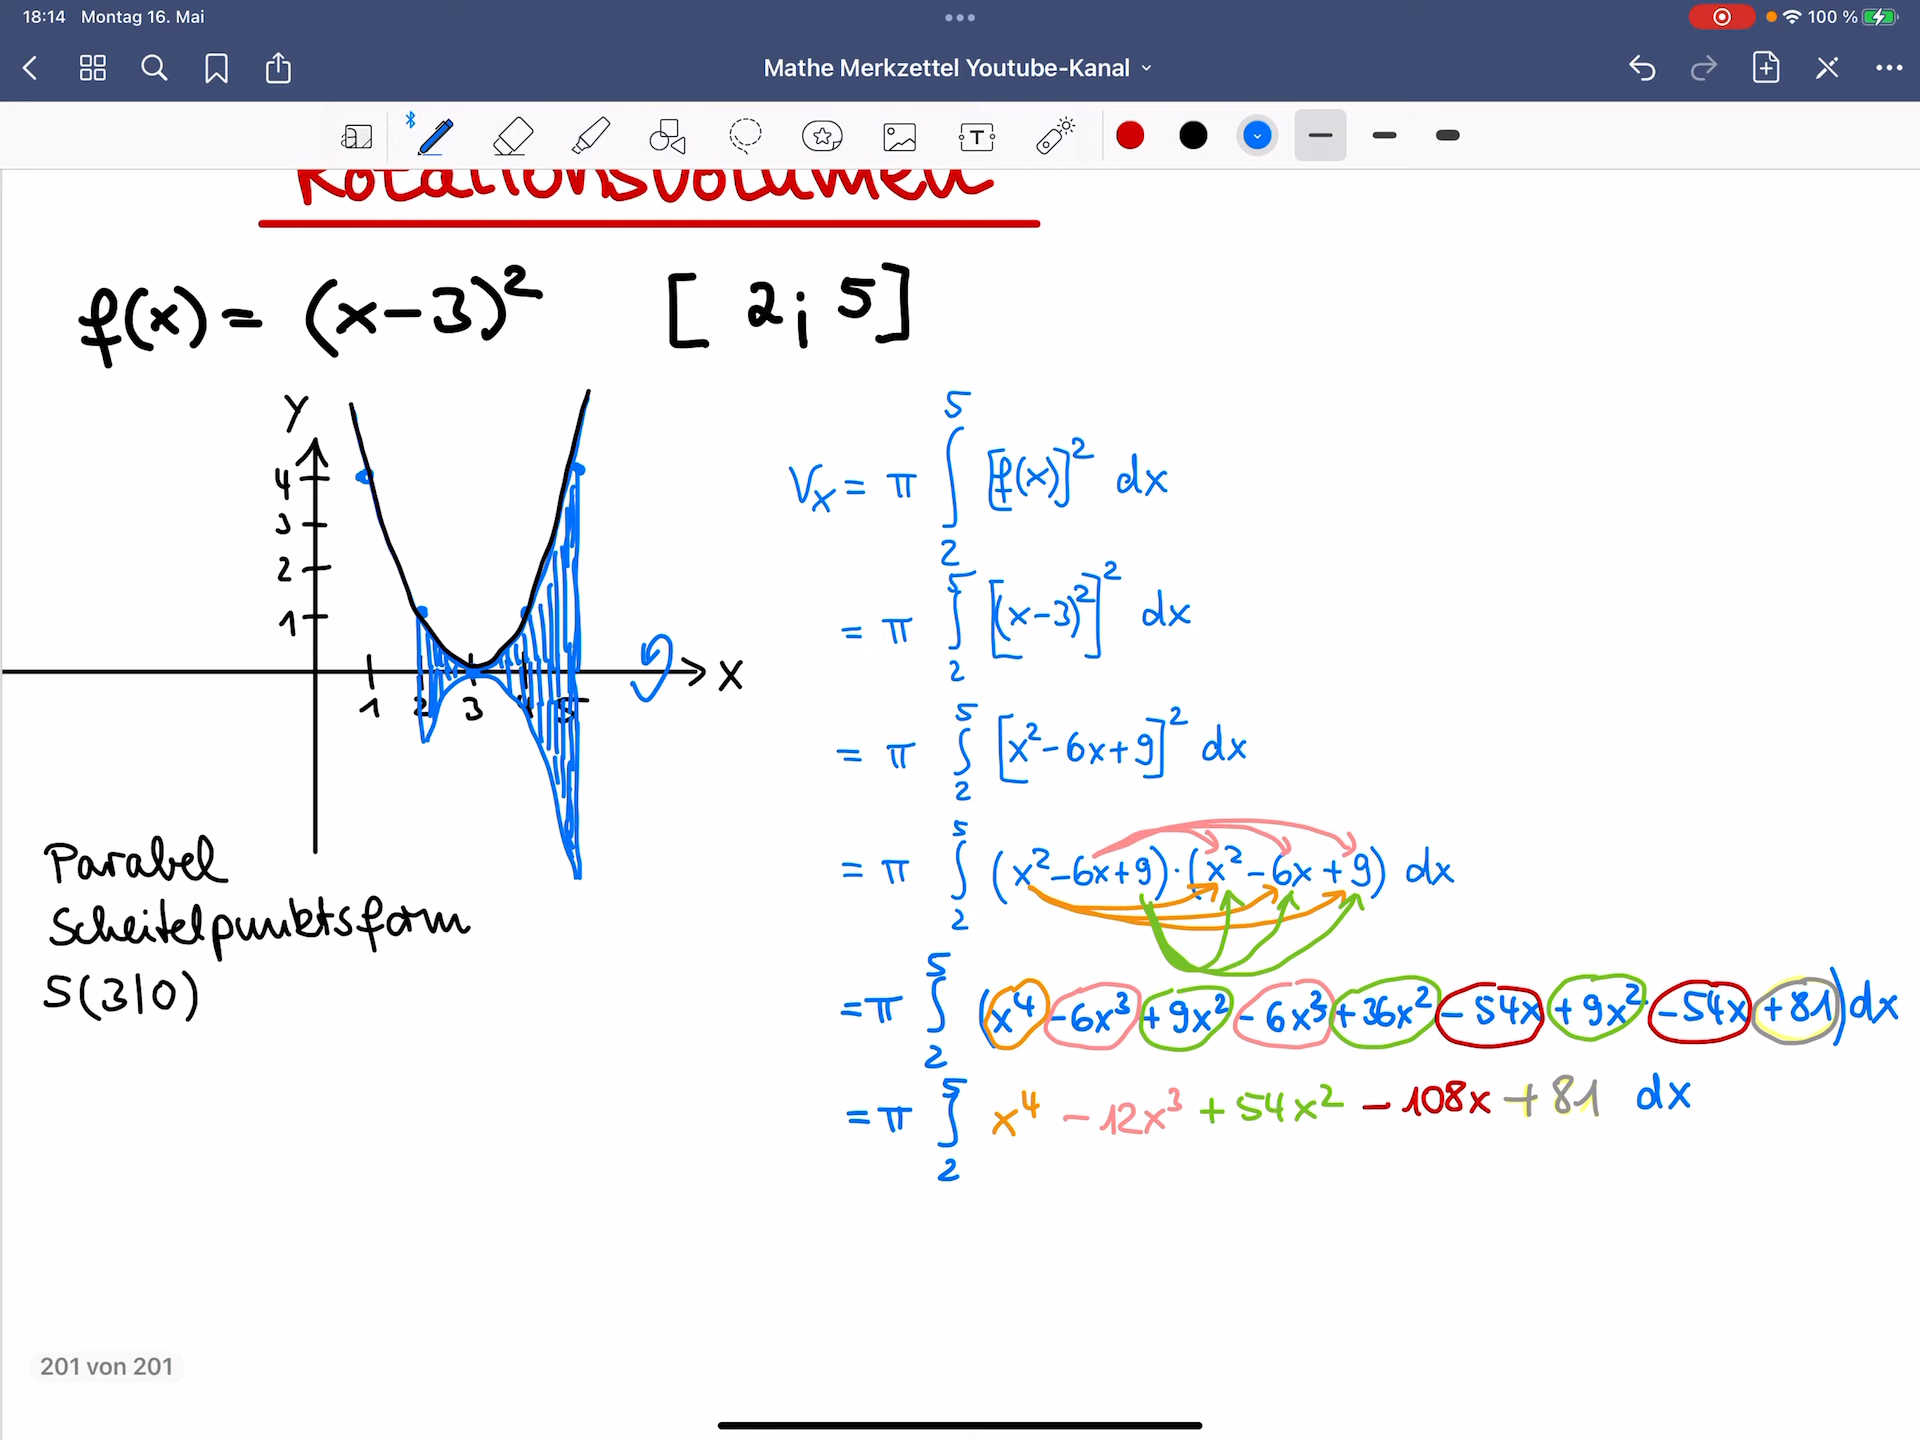 18:14 Montag 16. Mai
100 %
Mathe Merkzettel Youtube-Kanal
Rotationsvolumen
f(x) = (x-3)² [ 2; 5]
y
4
3
2
1
1 2 3 4 5 x
Parabel
Scheitelpunktsform
S(3|0)
Vx = π ∫₂⁵ [f(x)]² dx
= π ∫₂⁵ [(x-3)²]² dx
= π ∫₂⁵ [x²-6x+9]² dx
= π ∫₂⁵ (x²-6x+9)·(x²-6x+9) dx
= π ∫₂⁵ (x⁴-6x³+9x²-6x³+36x²-54x+9x²-54x+81) dx
= π ∫₂⁵ x⁴ -12x³ +54x² -108x +81 dx
201 von 201